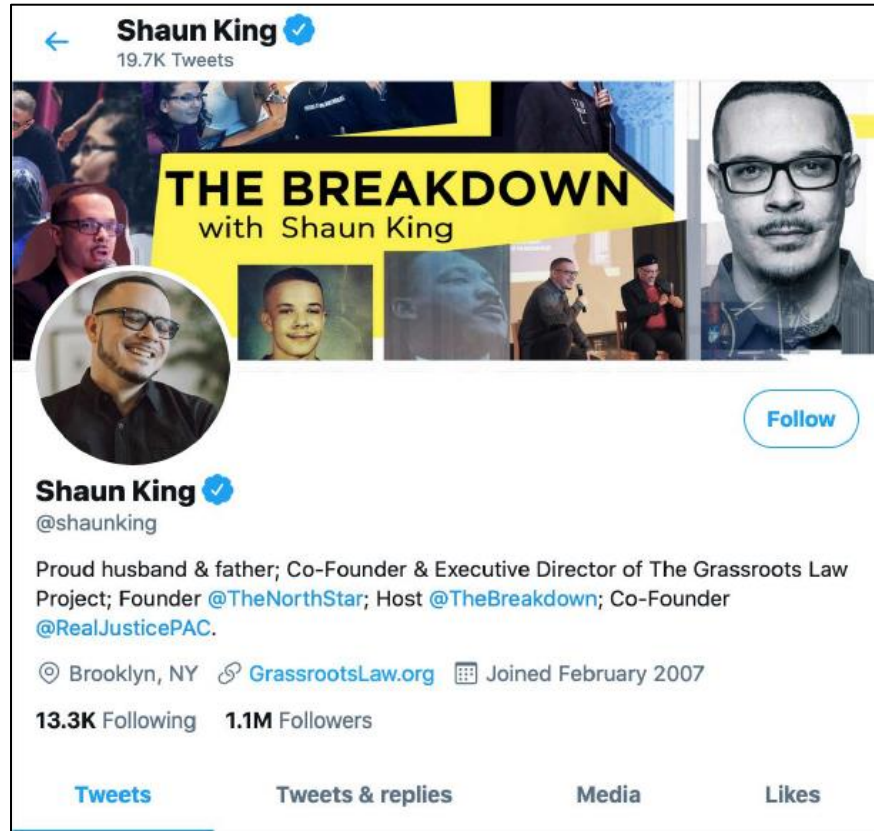 Shaun King
19.7K Tweets
THE BREAKDOWN
with Shaun King
Follow
Shaun King
@shaunking
Proud husband & father; Co-Founder & Executive Director of The Grassroots Law
Project; Founder @TheNorthStar; Host @TheBreakdown; Co-Founder
@RealJusticePAC.
Brooklyn, NY GrassrootsLaw.org Joined February 2007
13.3K Following 1.1M Followers
Tweets Tweets & replies Media Likes